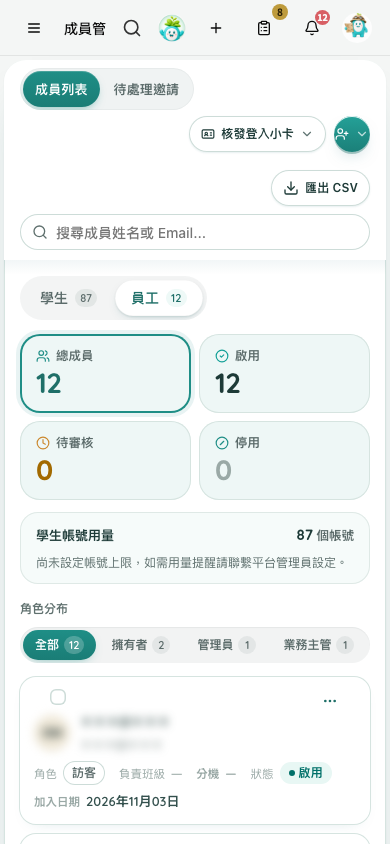 成員管
8
12
成員列表 待處理邀請
核發登入小卡
匯出 CSV
搜尋成員姓名或 Email...
學生 87 員工 12
總成員
12
啟用
12
待審核
0
停用
0
學生帳號用量 87 個帳號
尚未設定帳號上限，如需用量提醒請聯繫平台管理員設定。
角色分布
全部 12 擁有者 2 管理員 1 業務主管 1
角色 訪客 負責班級 — 分機 — 狀態 啟用
加入日期 2026年11月03日